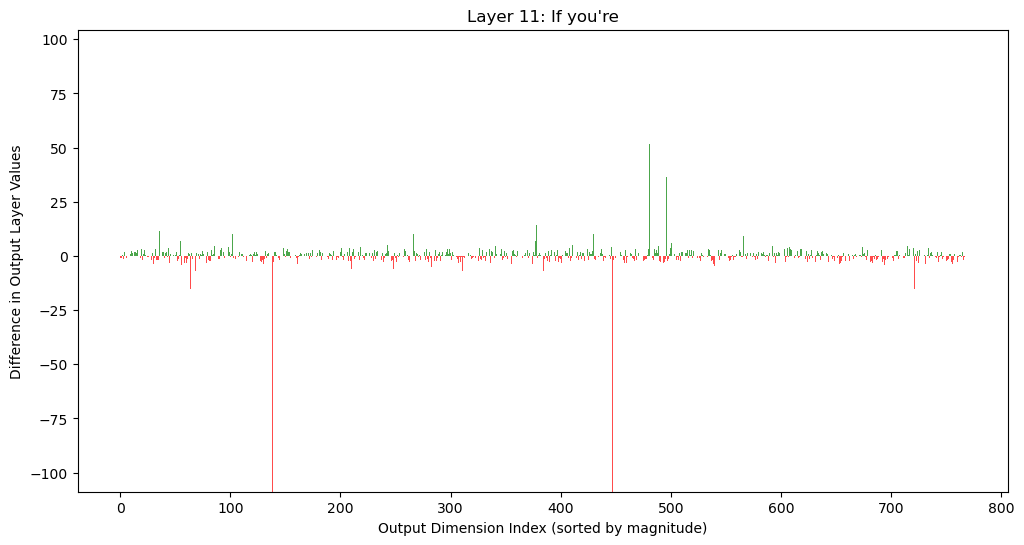 Layer 11: If you're
100
75
50
25
0
−25
−50
−75
−100
Difference in Output Layer Values
0 100 200 300 400 500 600 700 800
Output Dimension Index (sorted by magnitude)